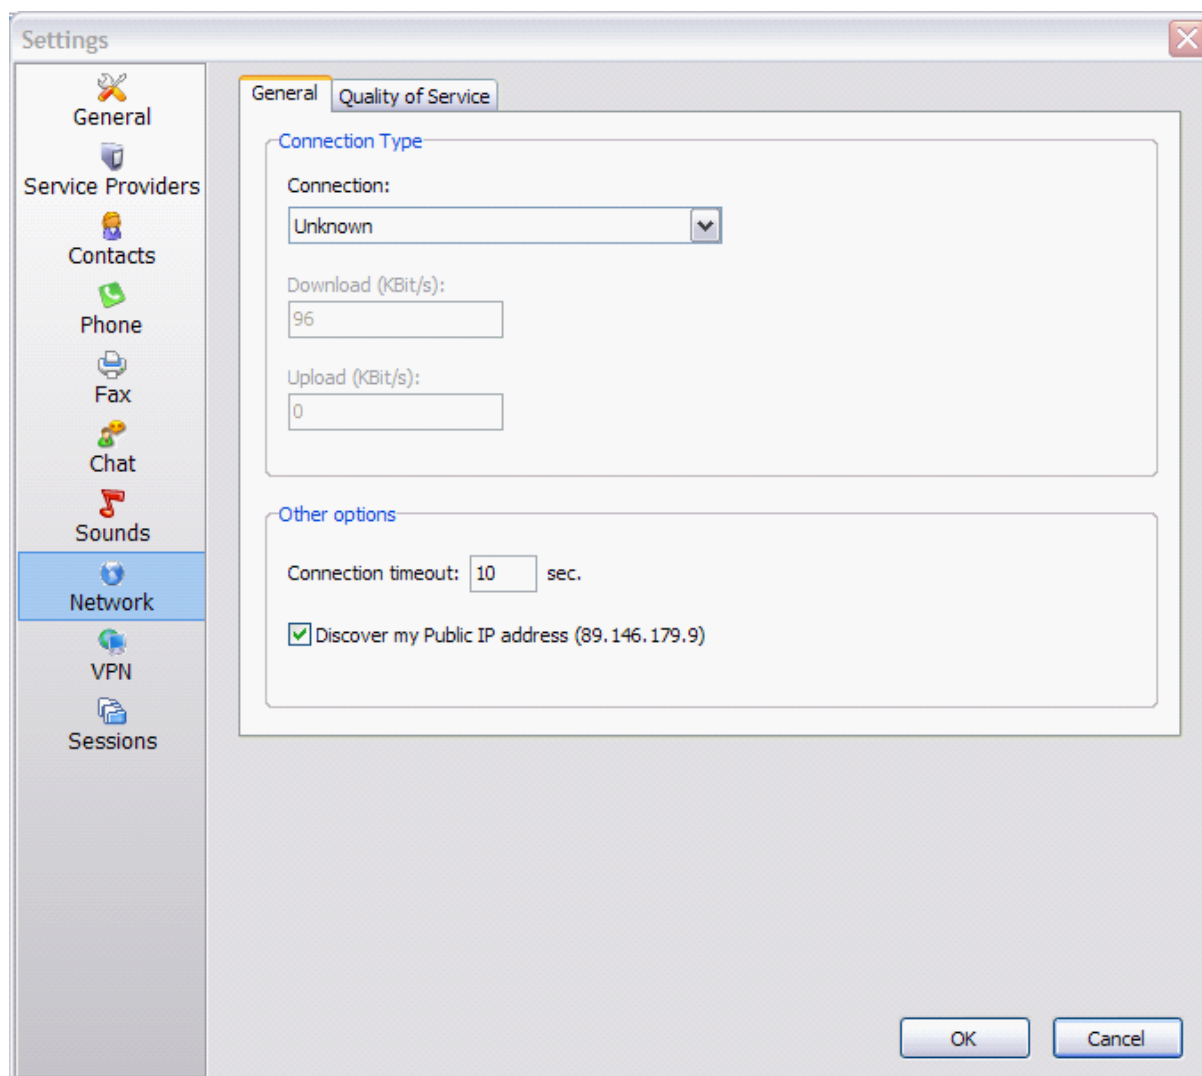 Settings
General
Service Providers
Contacts
Phone
Fax
Chat
Sounds
Network
VPN
Sessions
General
Quality of Service
Connection Type
Connection:
Unknown
Download (KBit/s):
96
Upload (KBit/s):
0
Other options
Connection timeout: 10 sec.
Discover my Public IP address (89.146.179.9)
OK
Cancel